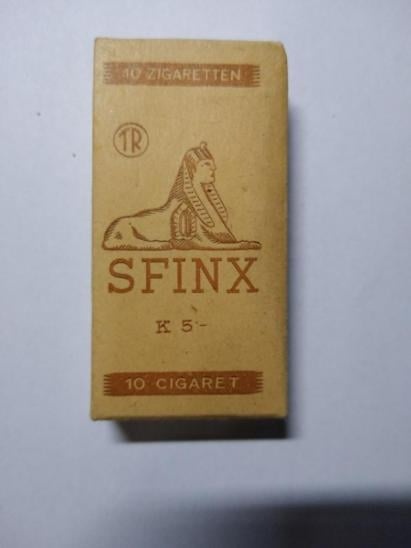 10 ZIGARETTEN
TR
SFINX
K 5-
10 CIGARET